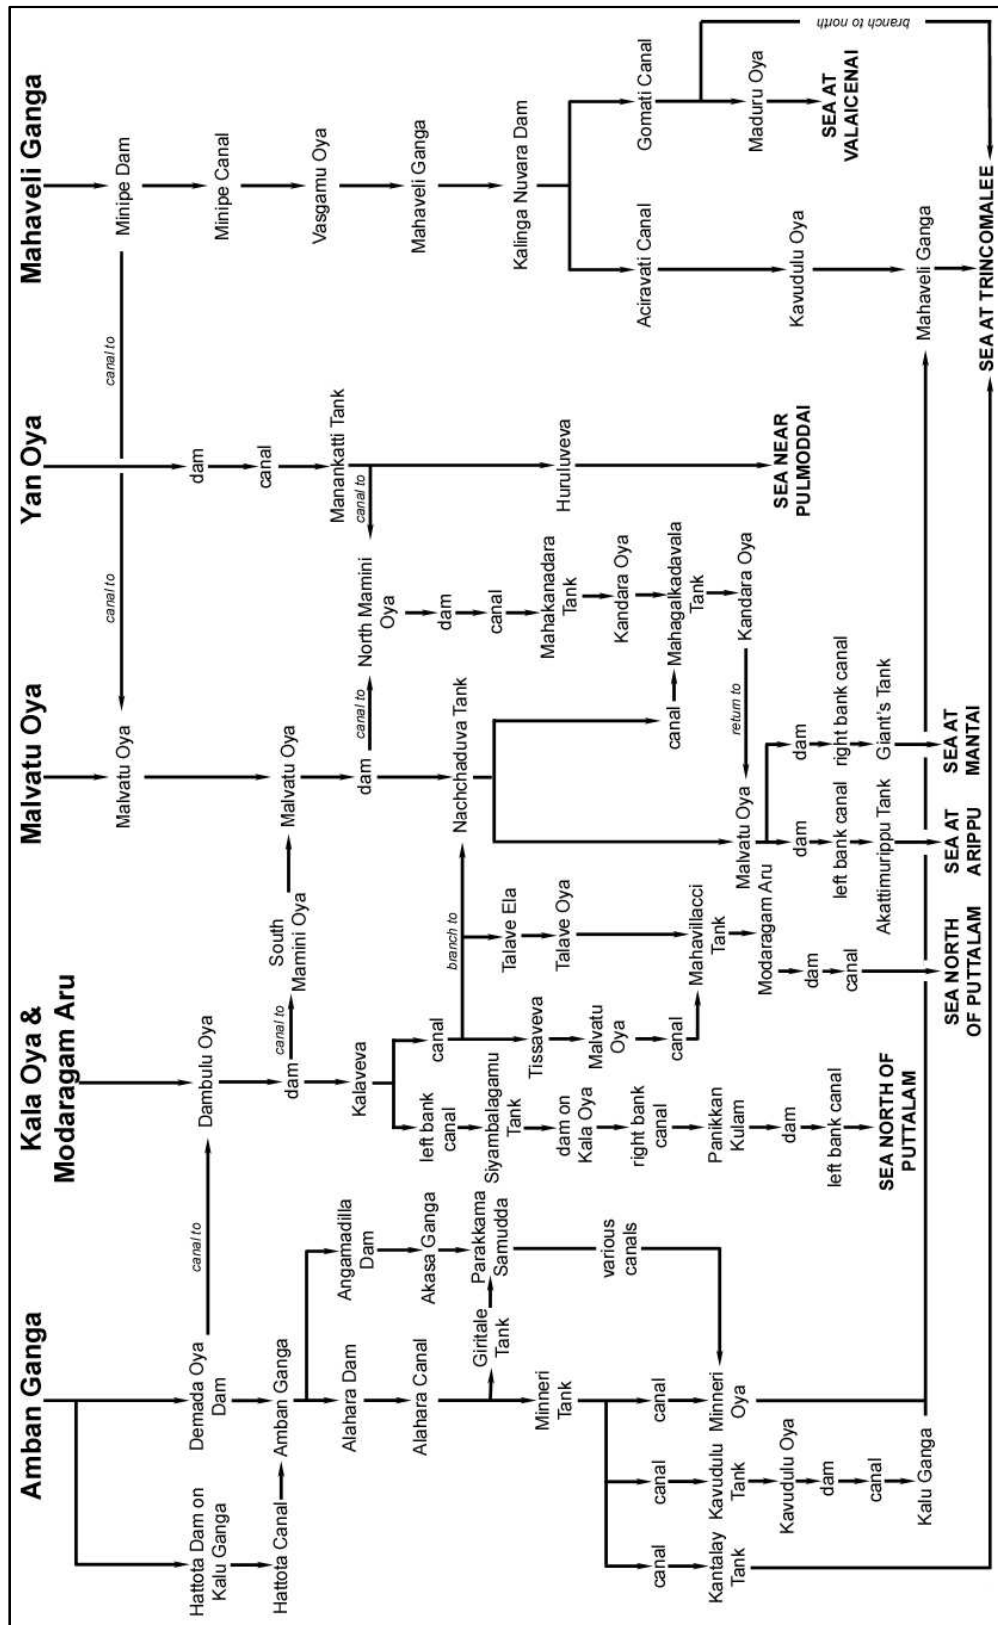 Amban Ganga
Kala Oya &
Modaragam Aru
Malvatu Oya
Yan Oya
Mahaveli Ganga
Hattota Dam on
Kalu Ganga
Hattota Canal
Demada Oya
Dam
canal to
Amban Ganga
Angamadilla
Dam
Akasa Ganga
Parakkama
Samudda
various
canals
Alahara Dam
Alahara Canal
Giritale
Tank
Minneri
Tank
canal
Kantalay
Tank
canal
Kavudulu
Tank
Kavudulu Oya
dam
canal
Kalu Ganga
canal
Minneri
Oya
Dambulu Oya
dam
canal to
South
Mamini Oya
Kalaveva
left bank
canal
Siyambalagamu
Tank
dam on
Kala Oya
right bank
canal
Panikkan
Kulam
dam
left bank canal
SEA NORTH OF
PUTTALAM
canal
branch to
Tissaveva
Malvatu
Oya
canal
Talave Ela
Talave Oya
Mahavillacci
Tank
Modaragam Aru
dam
canal
SEA NORTH
OF PUTTALAM
Malvatu Oya
Malvatu Oya
dam
canal to
Nachchaduva Tank
canal
Malvatu Oya
dam
left bank canal
Akattimurippu Tank
SEA AT
ARIPPU
dam
right bank canal
Giant's Tank
SEA AT
MANTAI
North Mamini
Oya
dam
canal
Mahakanadara
Tank
Kandara Oya
Mahagalkadavala
Tank
Kandara Oya
return to
canal to
canal to
dam
canal
Manankatti Tank
canal to
Huruluveva
SEA NEAR
PULMODDAI
Minipe Dam
Minipe Canal
Vasgamu Oya
Mahaveli Ganga
Kalinga Nuvara Dam
Aciravati Canal
Kavudulu Oya
Mahaveli Ganga
Gomati Canal
Maduru Oya
SEA AT
VALAICENAI
branch to north
SEA AT TRINCOMALEE